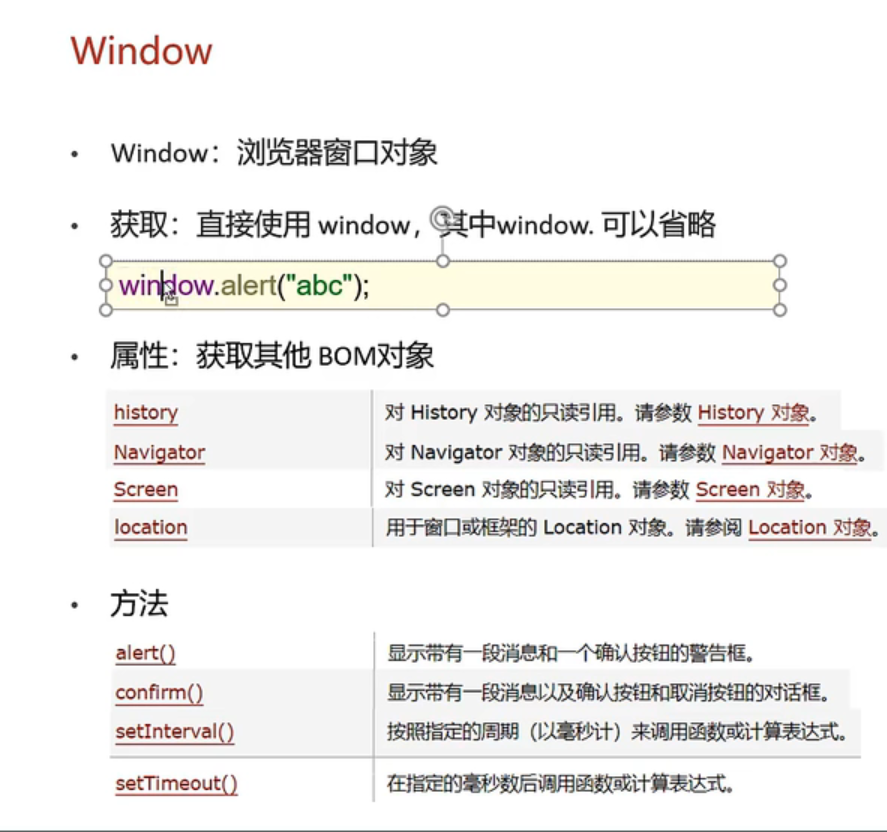 Window
• Window：浏览器窗口对象
• 获取：直接使用 window，其中window. 可以省略
window.alert("abc");
• 属性：获取其他 BOM对象
history 对 History 对象的只读引用。请参数 History 对象。
Navigator 对 Navigator 对象的只读引用。请参数 Navigator 对象。
Screen 对 Screen 对象的只读引用。请参数 Screen 对象。
location 用于窗口或框架的 Location 对象。请参阅 Location 对象。
• 方法
alert() 显示带有一段消息和一个确认按钮的警告框。
confirm() 显示带有一段消息以及确认按钮和取消按钮的对话框。
setInterval() 按照指定的周期（以毫秒计）来调用函数或计算表达式。
setTimeout() 在指定的毫秒数后调用函数或计算表达式。